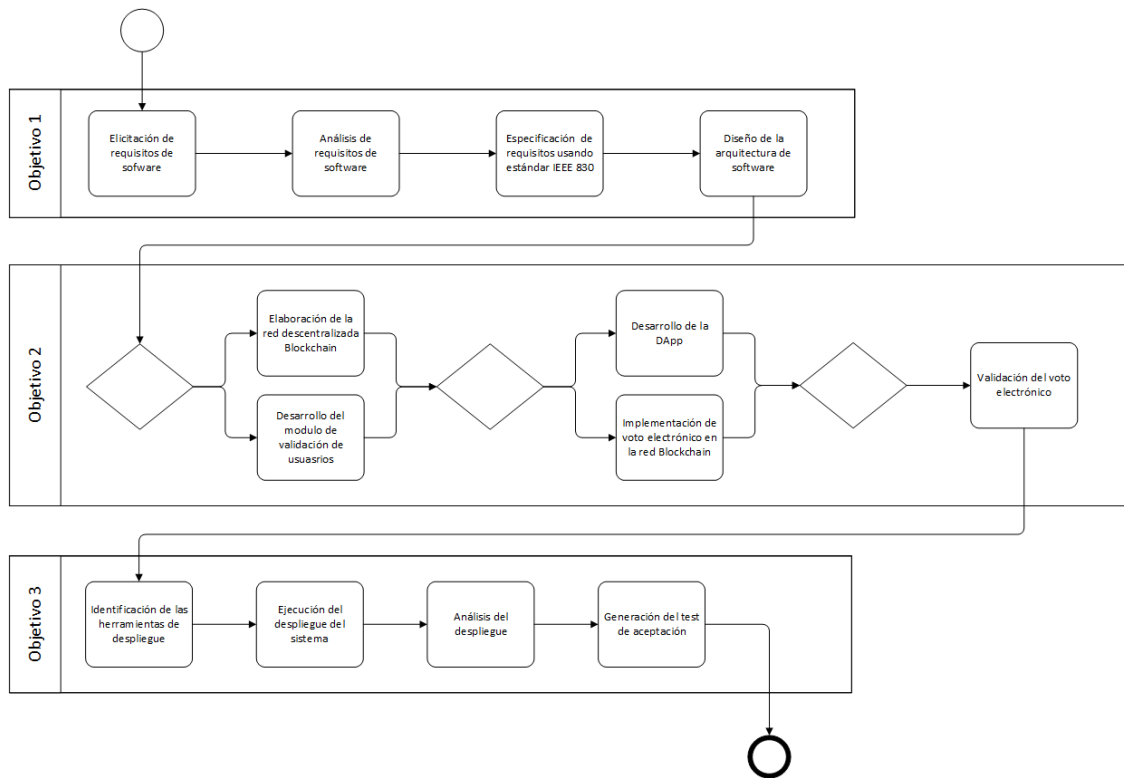 Objetivo 1
Elicitación de
requisitos de
sofware
Análisis de
requisitos de
software
Especificación de
requisitos usando
estándar IEEE 830
Diseño de la
arquitectura de
software
Objetivo 2
Elaboración de la
red descentralizada
Blockchain
Desarrollo del
modulo de
validación de
usuasrios
Desarrollo de la
DApp
Implementación de
voto electrónico en
la red Blockchain
Validación del voto
electrónico
Objetivo 3
Identificación de las
herramientas de
despliegue
Ejecución del
despliegue del
sistema
Análisis del
despliegue
Generación del test
de aceptación